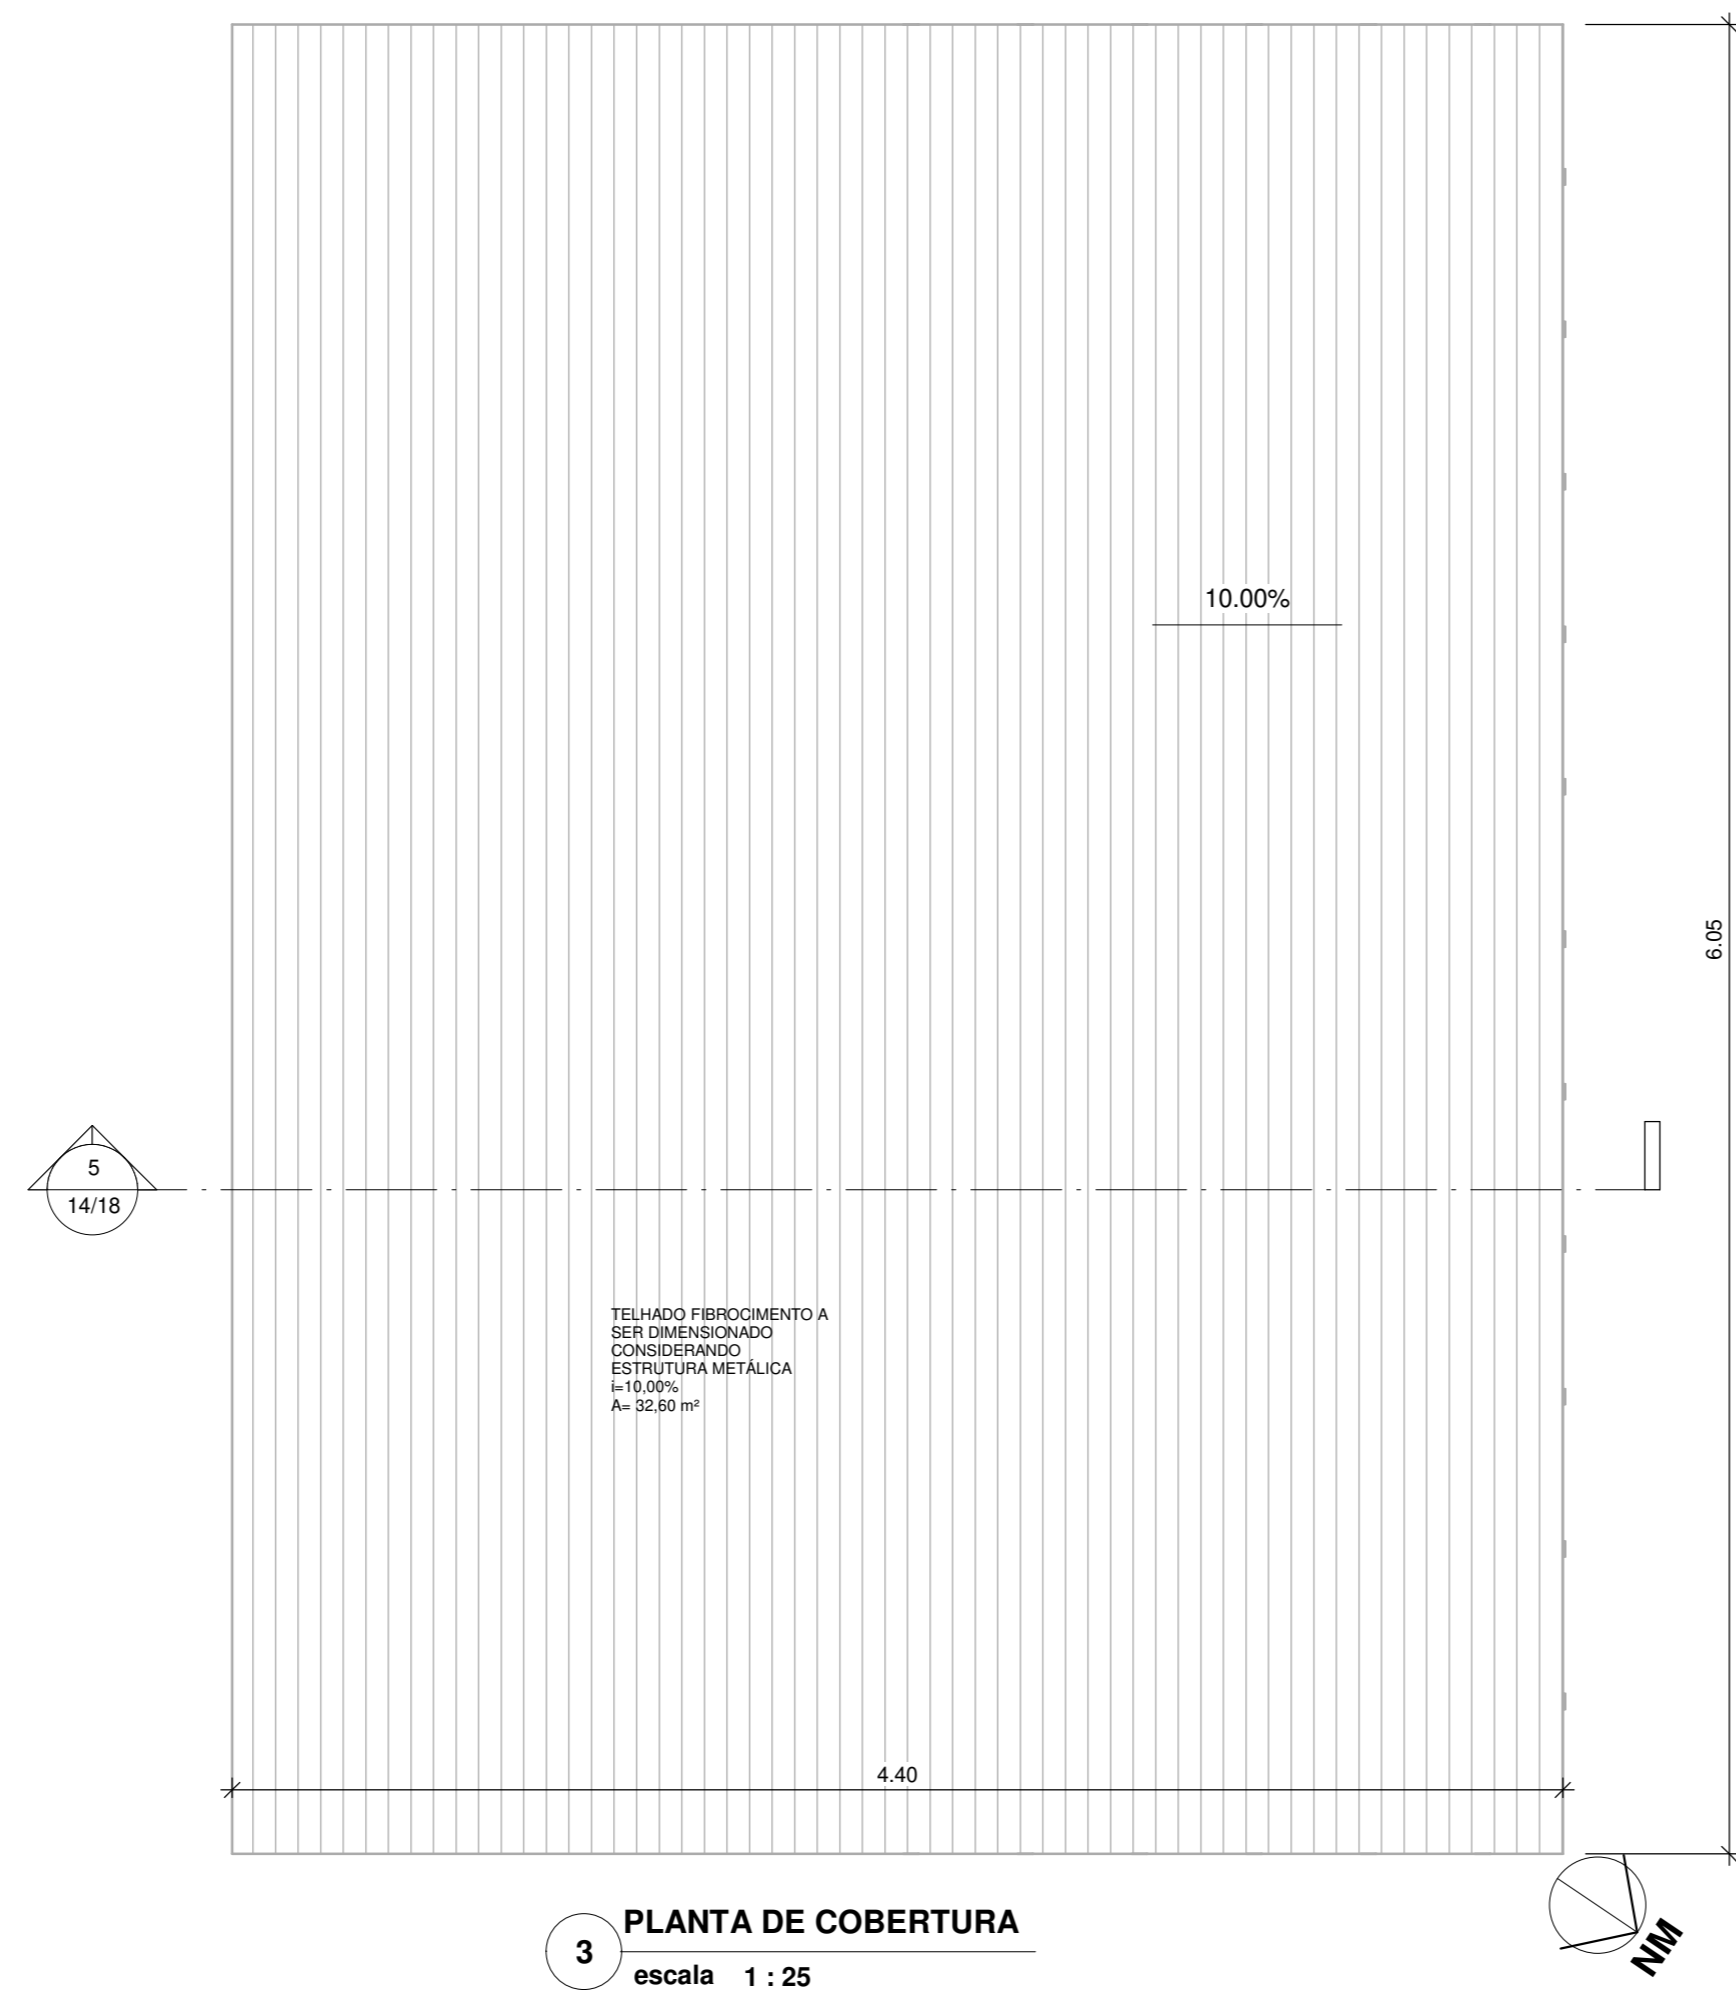 10.00%
6.05
5
14/18
TELHADO FIBROCIMENTO A
SER DIMENSIONADO
CONSIDERANDO
ESTRUTURA METÁLICA
i=10,00%
A= 32,60 m²
4.40
3
PLANTA DE COBERTURA
escala 1 : 25
NM